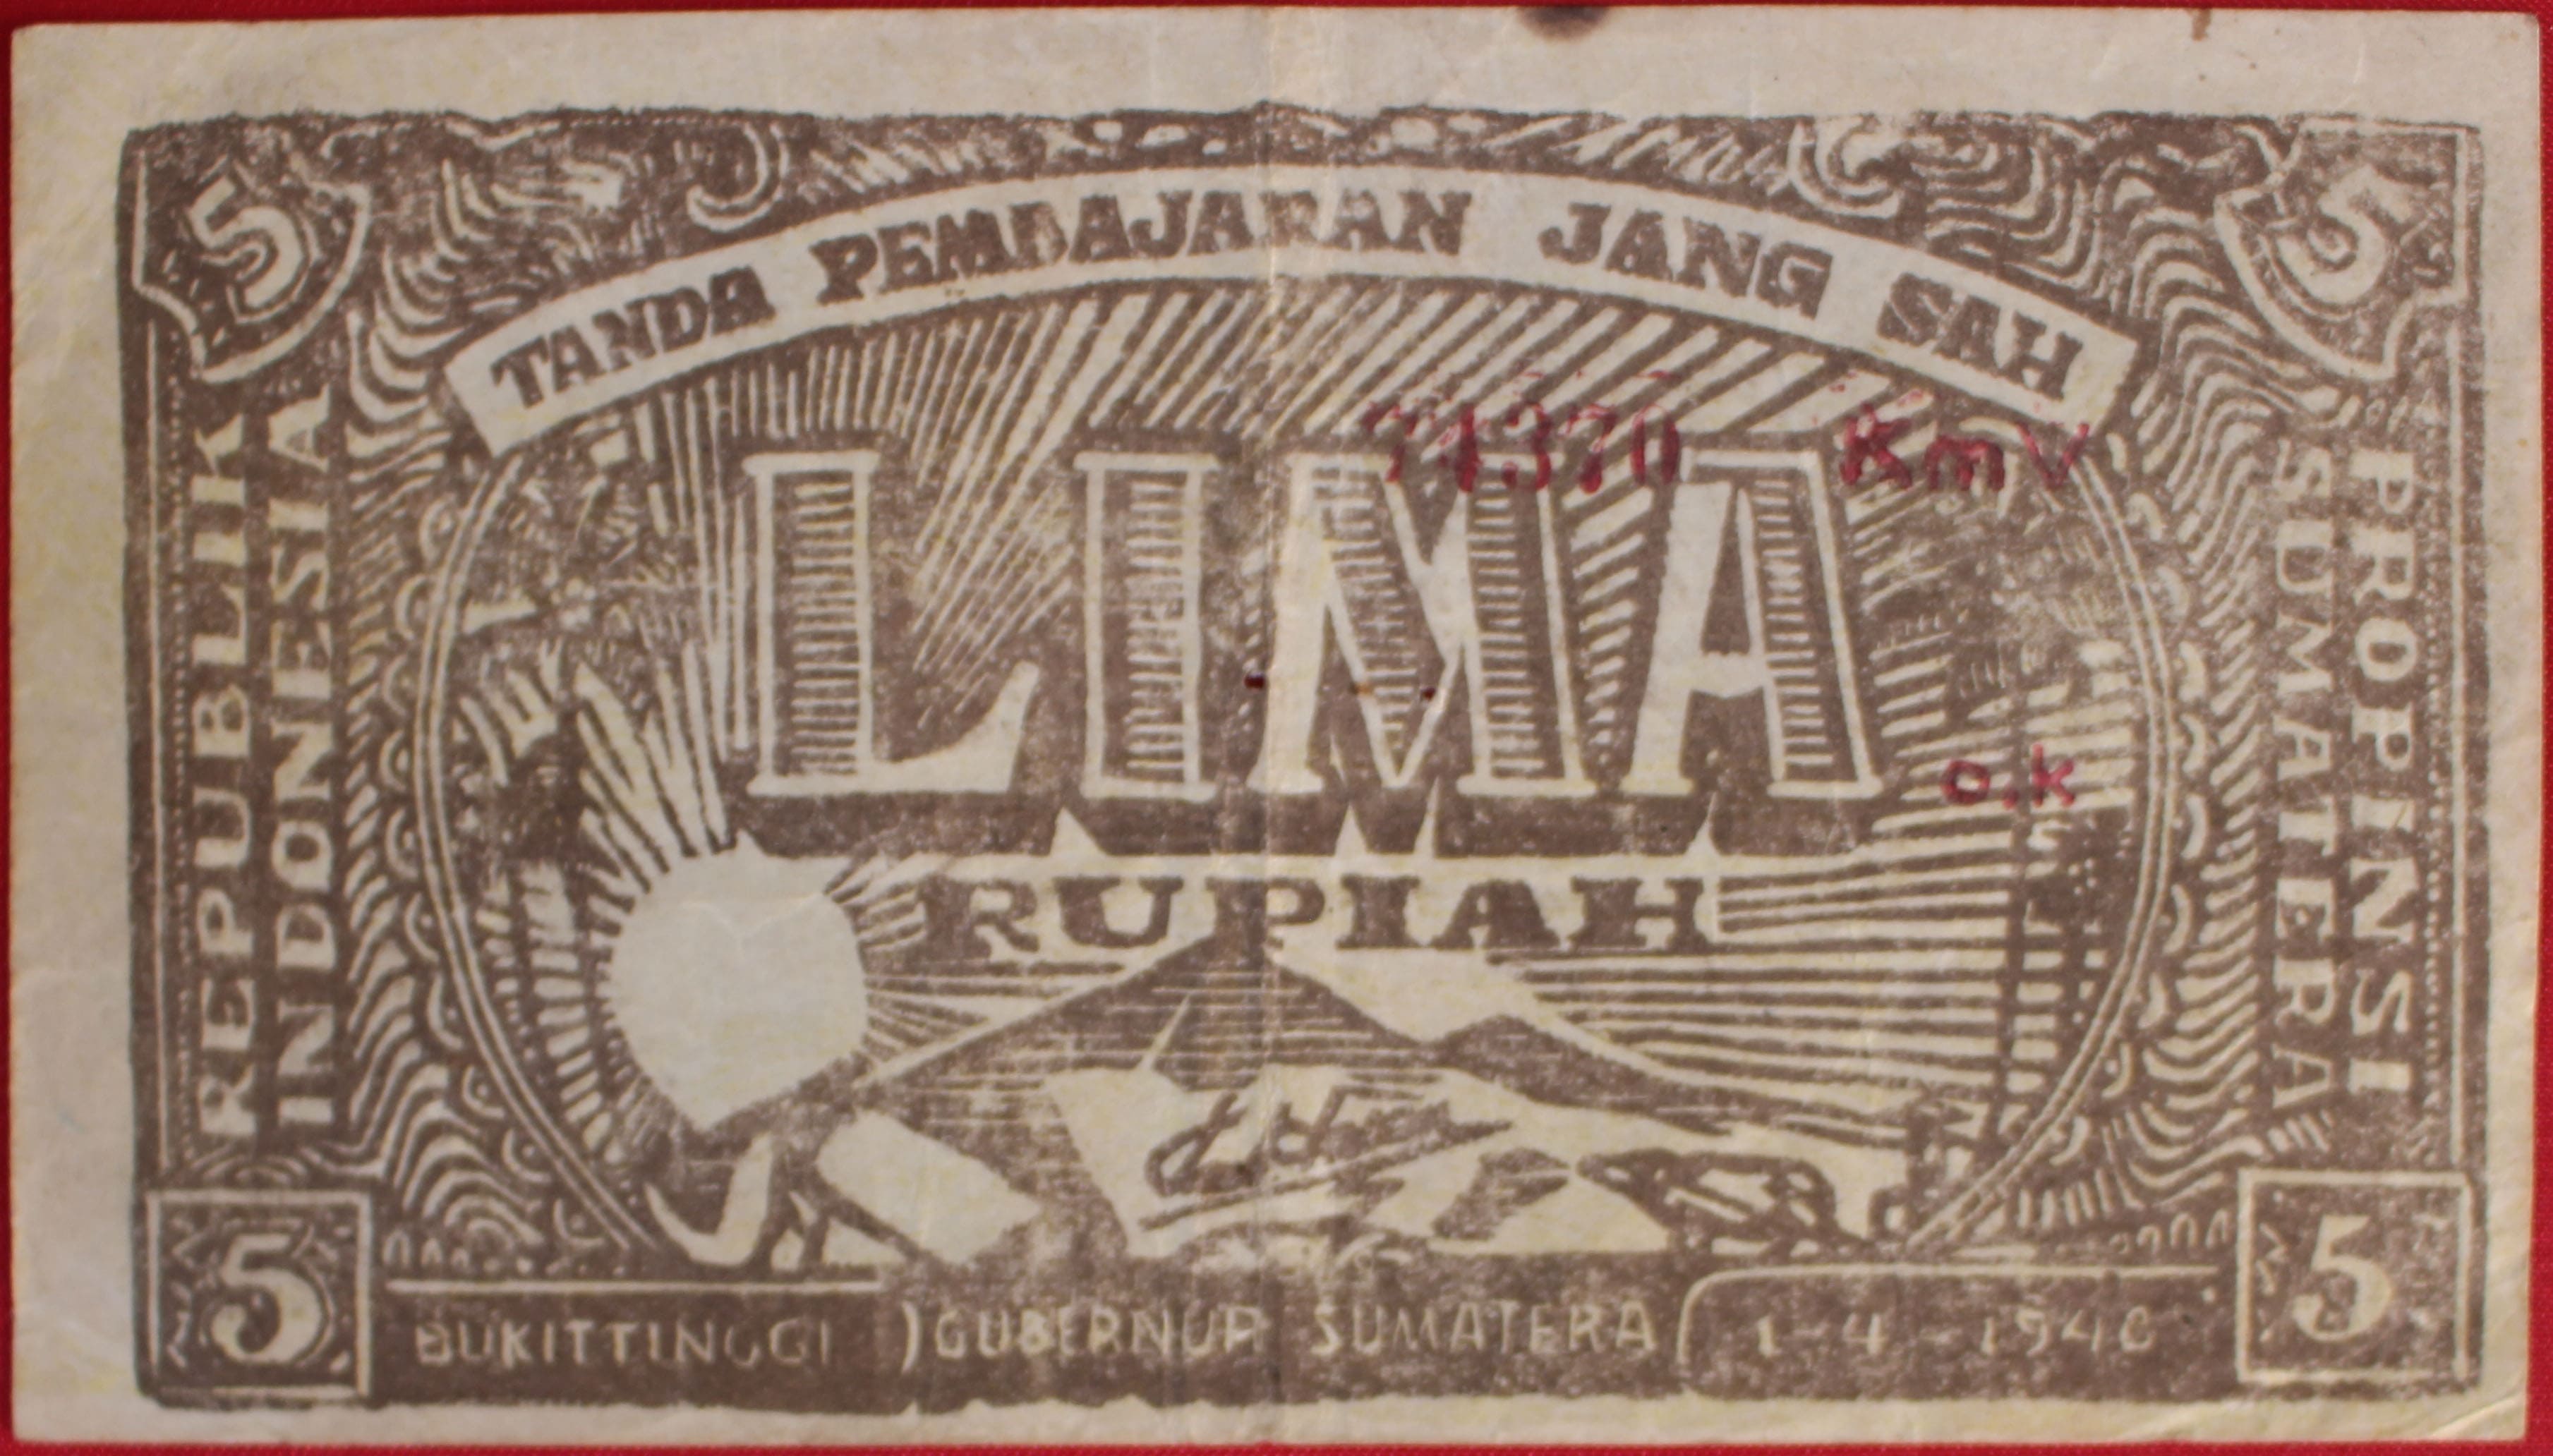 5
5
TANDA PEMBAJARAN JANG SAH
REPUBLIK
INDONESIA
PROPINSI
SUMATERA
74370 KmV
LIMA
o.k
RUPIAH
5
5
BUKITTINGGI )GUBERNUR SUMATERA( 1-4-1948